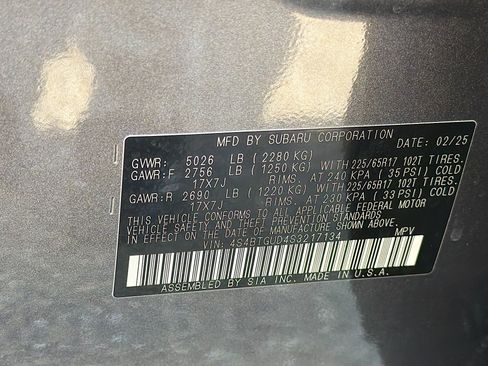 MFD BY SUBARU CORPORATION DATE: 02/25
GVWR: 5026 LB (2280 KG)
GAWR:F 2756 LB (1250 KG) WITH 225/65R17 102T TIRES.
17X7J RIMS. AT 240 KPA (35 PSI) COLD
GAWR:R 2690 LB (1220 KG) WITH 225/65R17 102T TIRES.
17X7J RIMS. AT 230 KPA (33 PSI) COLD
THIS VEHICLE CONFORMS TO ALL APPLICABLE FEDERAL MOTOR
VEHICLE SAFETY AND BUMPER STANDARDS
IN EFFECT ON THE DATE OF MANUFACTURE SHOWN ABOVE.
VIN: 4S4BTGUD4S3217134 MPV
ASSEMBLED BY SIA INC. MADE IN U.S.A.